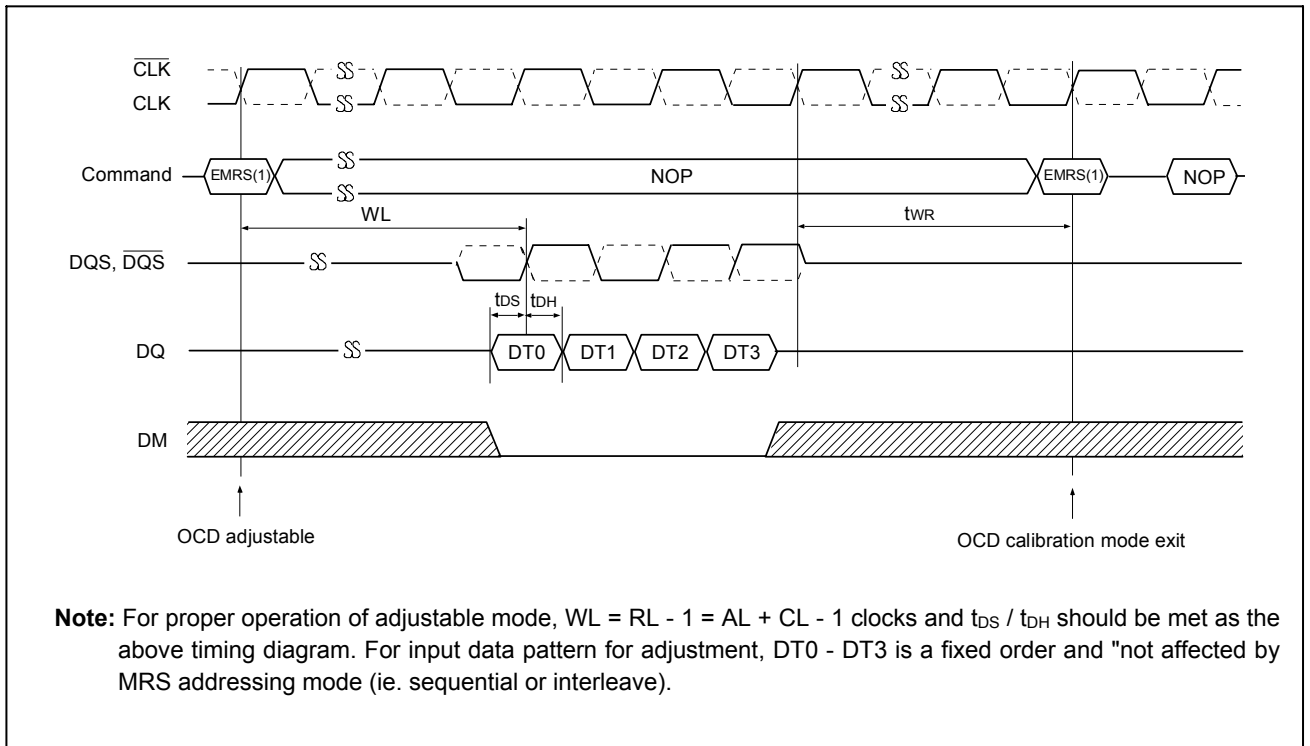 CLK
CLK
Command
EMRS(1)
NOP
EMRS(1)
NOP
WL
tWR
DQS, DQS
tDS
tDH
DQ
DT0
DT1
DT2
DT3
DM
OCD adjustable
OCD calibration mode exit
Note: For proper operation of adjustable mode, WL = RL - 1 = AL + CL - 1 clocks and tDS / tDH should be met as the
above timing diagram. For input data pattern for adjustment, DT0 - DT3 is a fixed order and "not affected by
MRS addressing mode (ie. sequential or interleave).